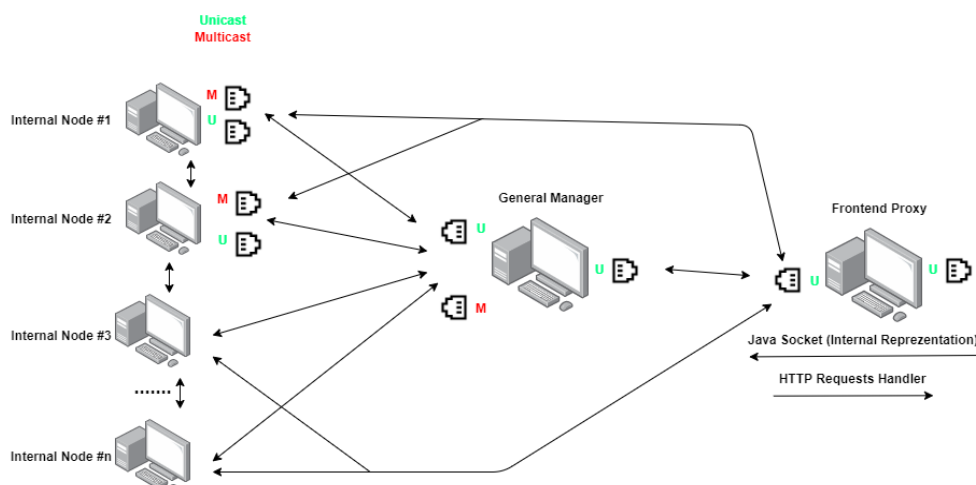 Unicast
Multicast
M
Internal Node #1
U
Internal Node #2
M
U
General Manager
Frontend Proxy
U
U
U
U
M
Internal Node #3
Java Socket (Internal Reprezentation)
HTTP Requests Handler
.......
Internal Node #n